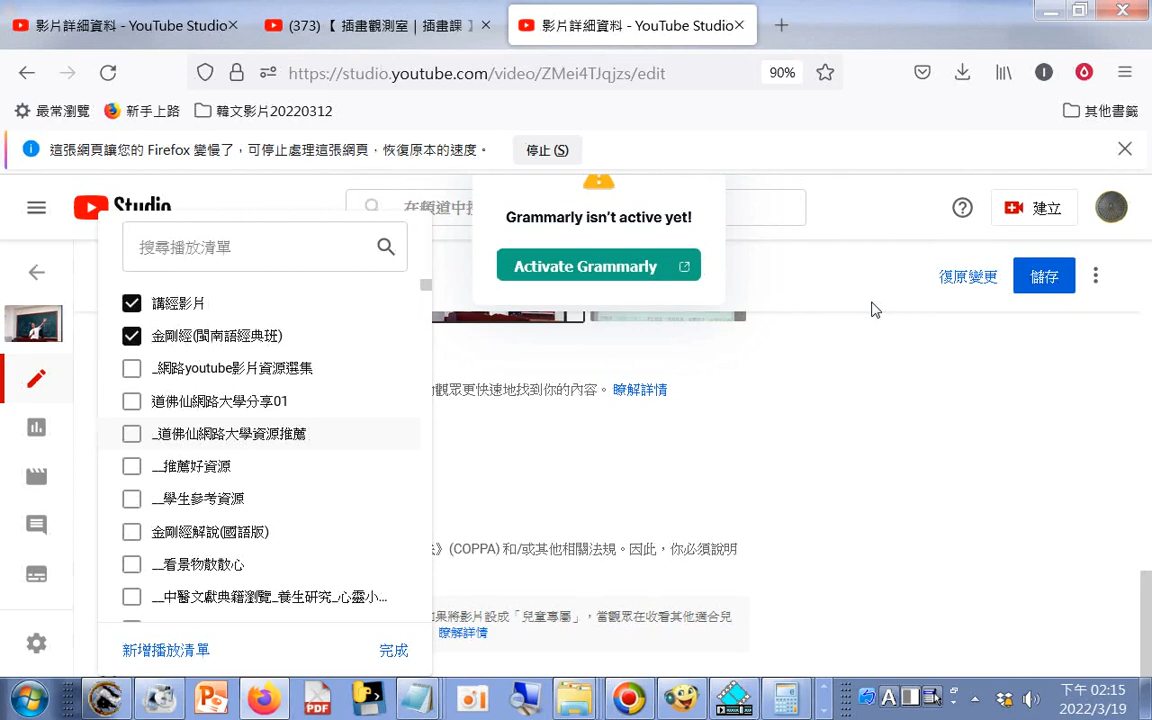 影片詳細資料 - YouTube Studio
(373)【 插畫觀測室 | 插畫課 】
影片詳細資料 - YouTube Studio
https://studio.youtube.com/video/ZMei4TJqjzs/edit
90%
最常瀏覽 新手上路 韓文影片20220312 其他書籤
這張網頁讓您的 Firefox 變慢了,可停止處理這張網頁,恢復原本的速度。 停止 (S)
Studio
在頻道中
建立
Grammarly isn't active yet!
Activate Grammarly
搜尋播放清單
復原變更
儲存
講經影片
金剛經(閩南語經典班)
_網路youtube影片資源選集
道佛仙網路大學分享01
_道佛仙網路大學資源推薦
__推薦好資源
__學生參考資源
金剛經解說(國語版)
__看景物散散心
__中醫文獻典籍瀏覽_養生研究_心靈小...
新增播放清單
完成
觀眾更快速地找到你的內容。 瞭解詳情
》(COPPA) 和/或其他相關法規。因此,你必須說明
如果將影片設成「兒童專屬」,當觀眾在收看其他適合兒
瞭解詳情
PDF
下午 02:15
2022/3/19